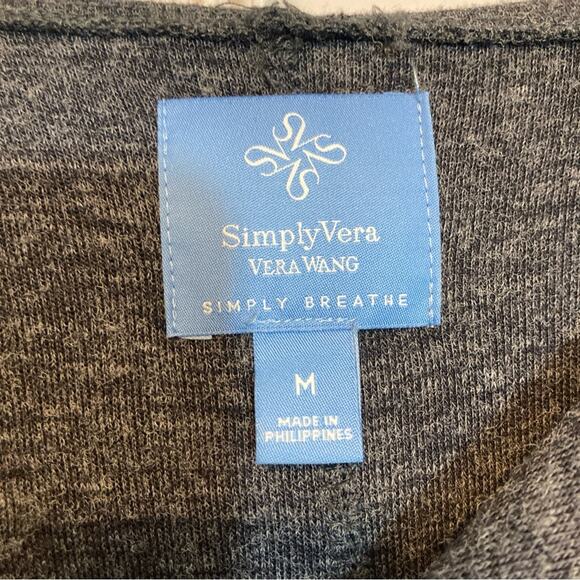 SimplyVera
VERA WANG
SIMPLY BREATHE
M
MADE IN
PHILIPPINES